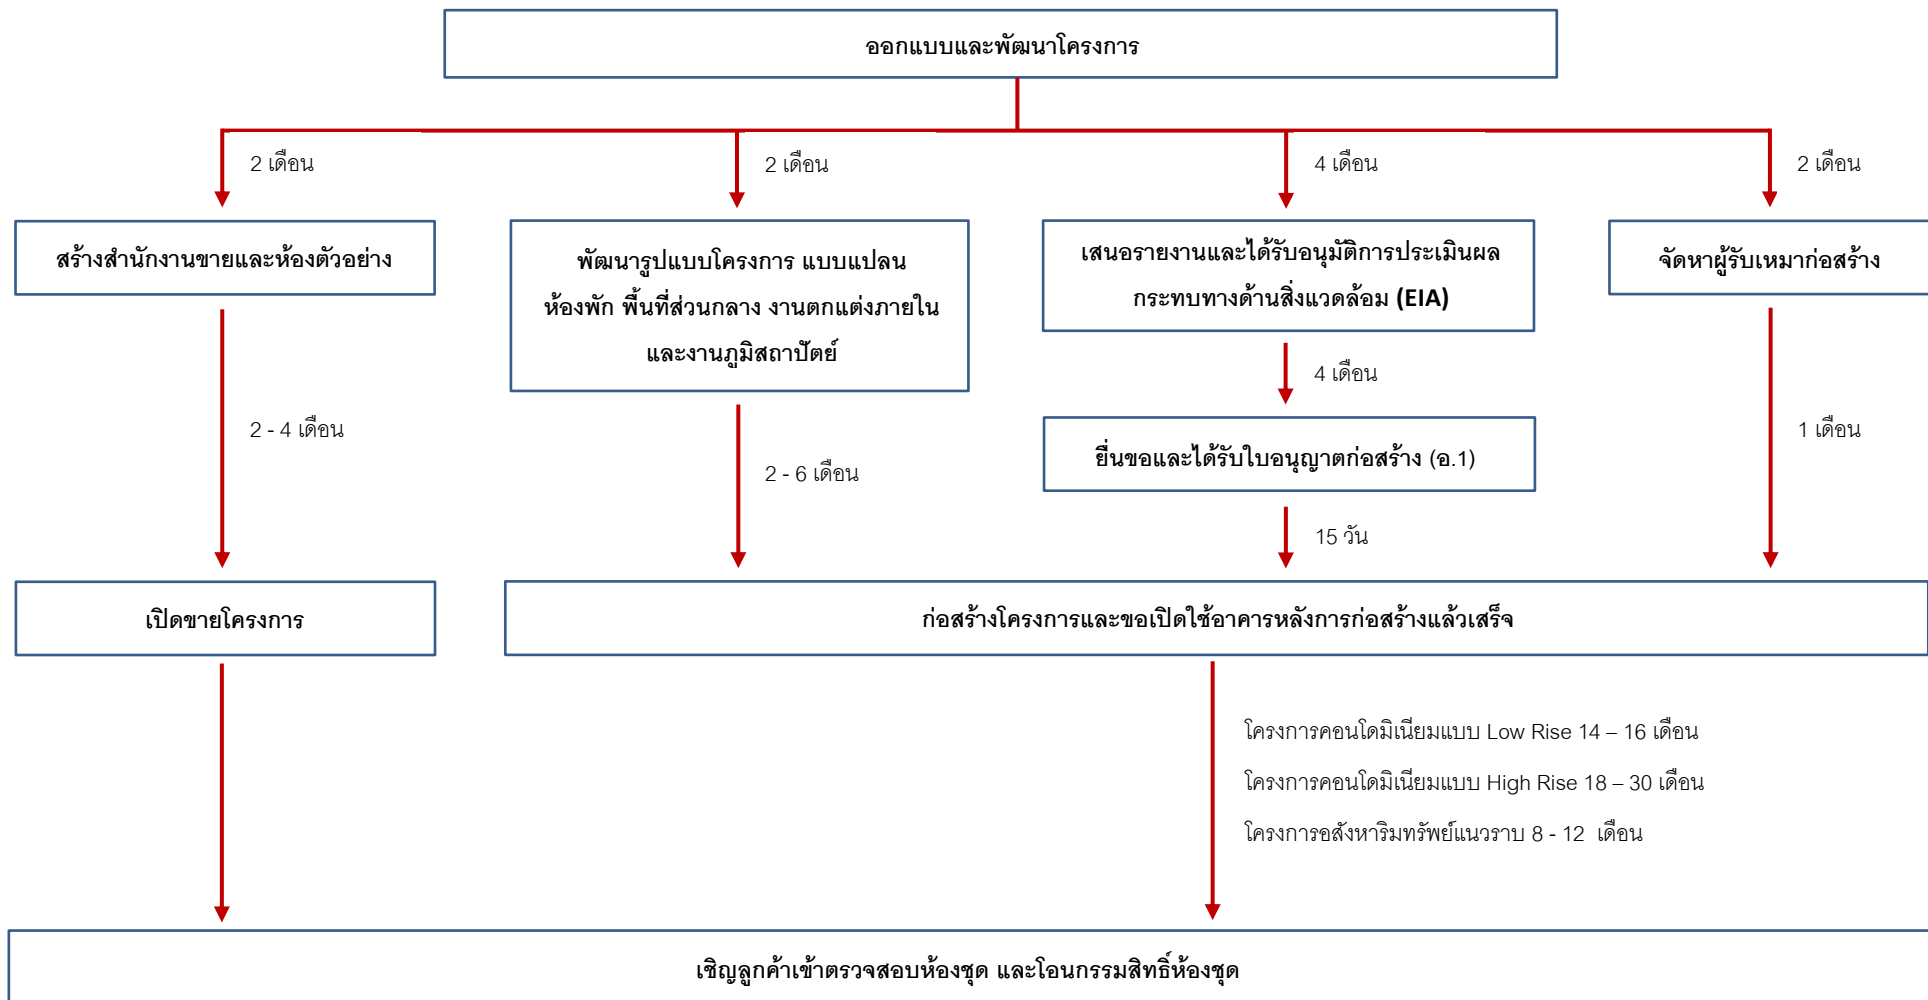 ออกแบบและพัฒนาโครงการ
2 เดือน
2 เดือน
4 เดือน
2 เดือน
สร้างสำนักงานขายและห้องตัวอย่าง
พัฒนารูปแบบโครงการ แบบแปลน
ห้องพัก พื้นที่ส่วนกลาง งานตกแต่งภายใน
และงานภูมิสถาปัตย์
เสนอรายงานและได้รับอนุมัติการประเมินผล
กระทบทางด้านสิ่งแวดล้อม (EIA)
จัดหาผู้รับเหมาก่อสร้าง
4 เดือน
2 - 4 เดือน
2 - 6 เดือน
ยื่นขอและได้รับใบอนุญาตก่อสร้าง (อ.1)
1 เดือน
15 วัน
เปิดขายโครงการ
ก่อสร้างโครงการและขอเปิดใช้อาคารหลังการก่อสร้างแล้วเสร็จ
โครงการคอนโดมิเนียมแบบ Low Rise 14 – 16 เดือน
โครงการคอนโดมิเนียมแบบ High Rise 18 – 30 เดือน
โครงการอสังหาริมทรัพย์แนวราบ 8 - 12 เดือน
เชิญลูกค้าเข้าตรวจสอบห้องชุด และโอนกรรมสิทธิ์ห้องชุด